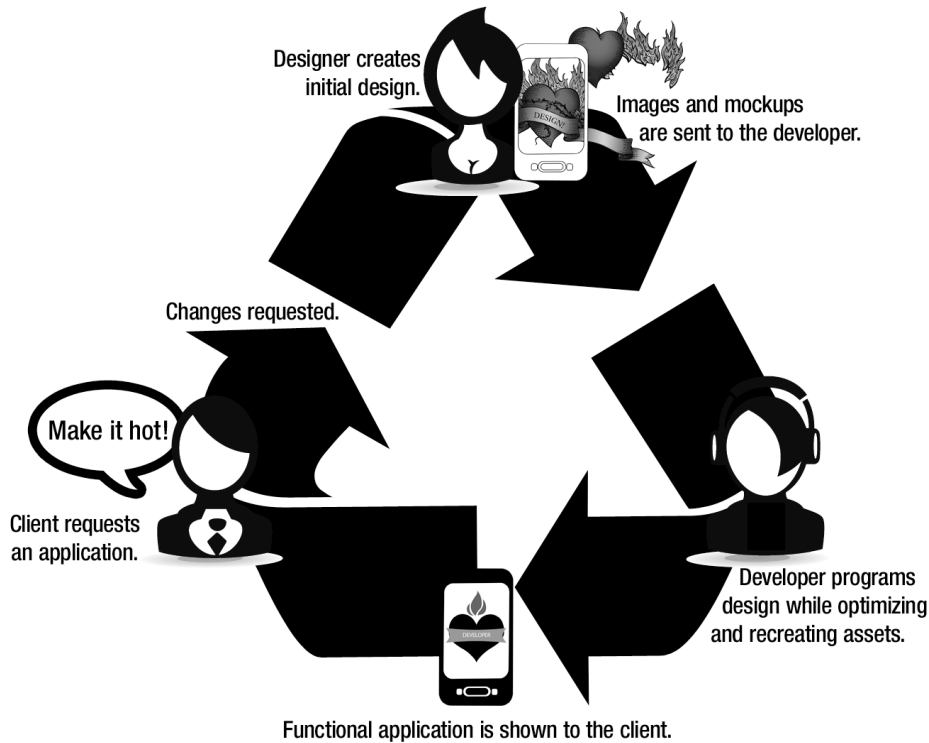 Designer creates
initial design.
DESIGN!
Images and mockups
are sent to the developer.
Changes requested.
Make it hot!
Client requests
an application.
DEVELOPER
Developer programs
design while optimizing
and recreating assets.
Functional application is shown to the client.